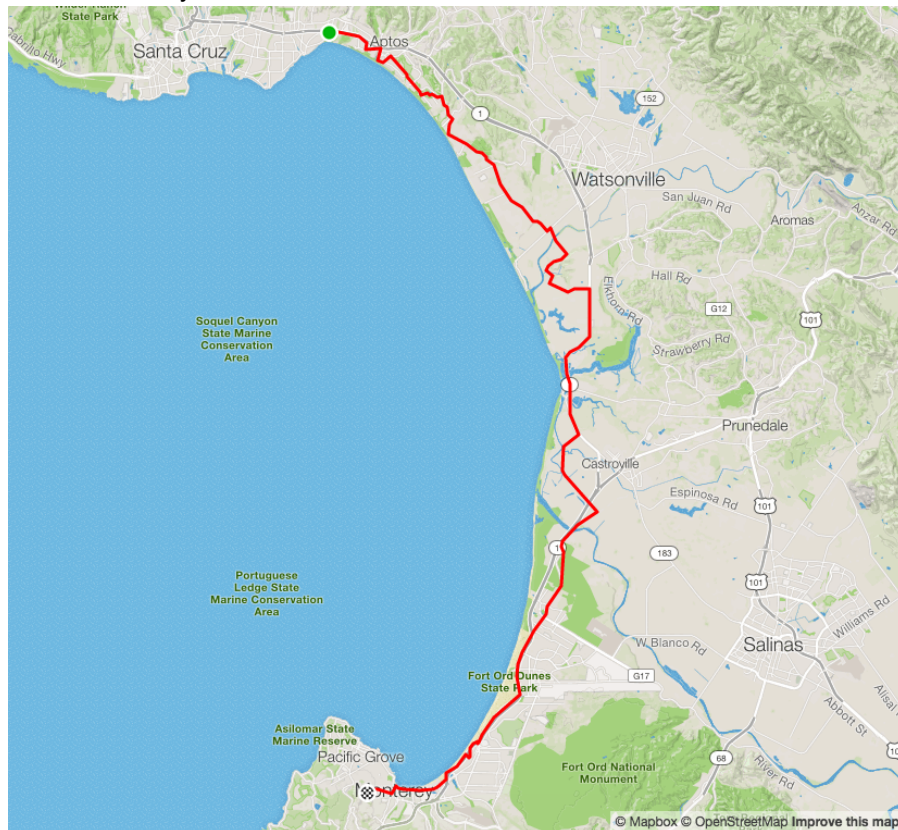 State Park
Santa Cruz
Aptos
152
1
Watsonville
San Juan Rd
Aromas
Anzar Rd
Hall Rd
Elkhorn Rd
G12
101
Soquel Canyon
State Marine
Conservation
Area
Strawberry Rd
Prunedale
Castroville
Espinosa Rd
101
1
183
Portuguese
Ledge State
Marine Conservation
Area
101
Williams Rd
W Blanco Rd
Salinas
Fort Ord Dunes
State Park
G17
Alisal
Abbott St
Asilomar State
Marine Reserve
Pacific Grove
Monterey
Fort Ord National
Monument
68
River Rd
© Mapbox © OpenStreetMap Improve this map